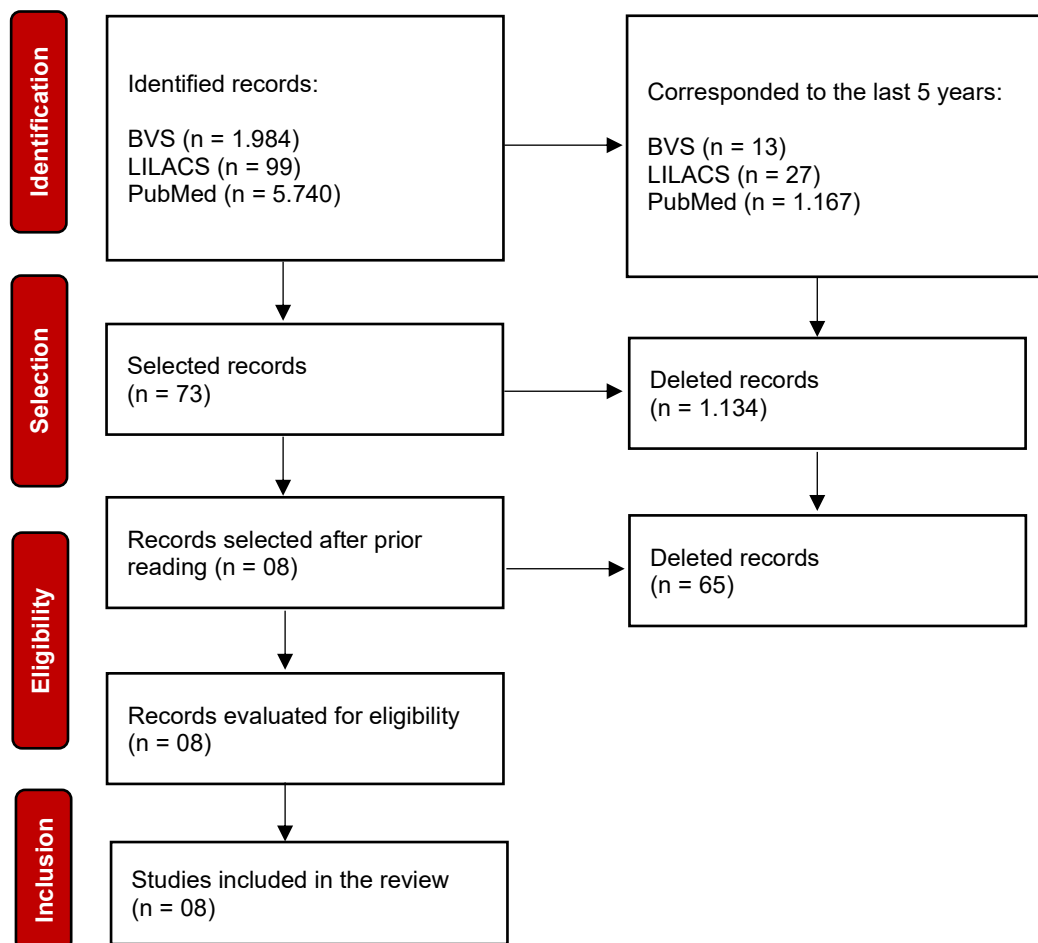 Identification
Identified records:
BVS (n = 1.984)
LILACS (n = 99)
PubMed (n = 5.740)
Corresponded to the last 5 years:
BVS (n = 13)
LILACS (n = 27)
PubMed (n = 1.167)
Selection
Selected records
(n = 73)
Deleted records
(n = 1.134)
Eligibility
Records selected after prior
reading (n = 08)
Deleted records
(n = 65)
Records evaluated for eligibility
(n = 08)
Inclusion
Studies included in the review
(n = 08)